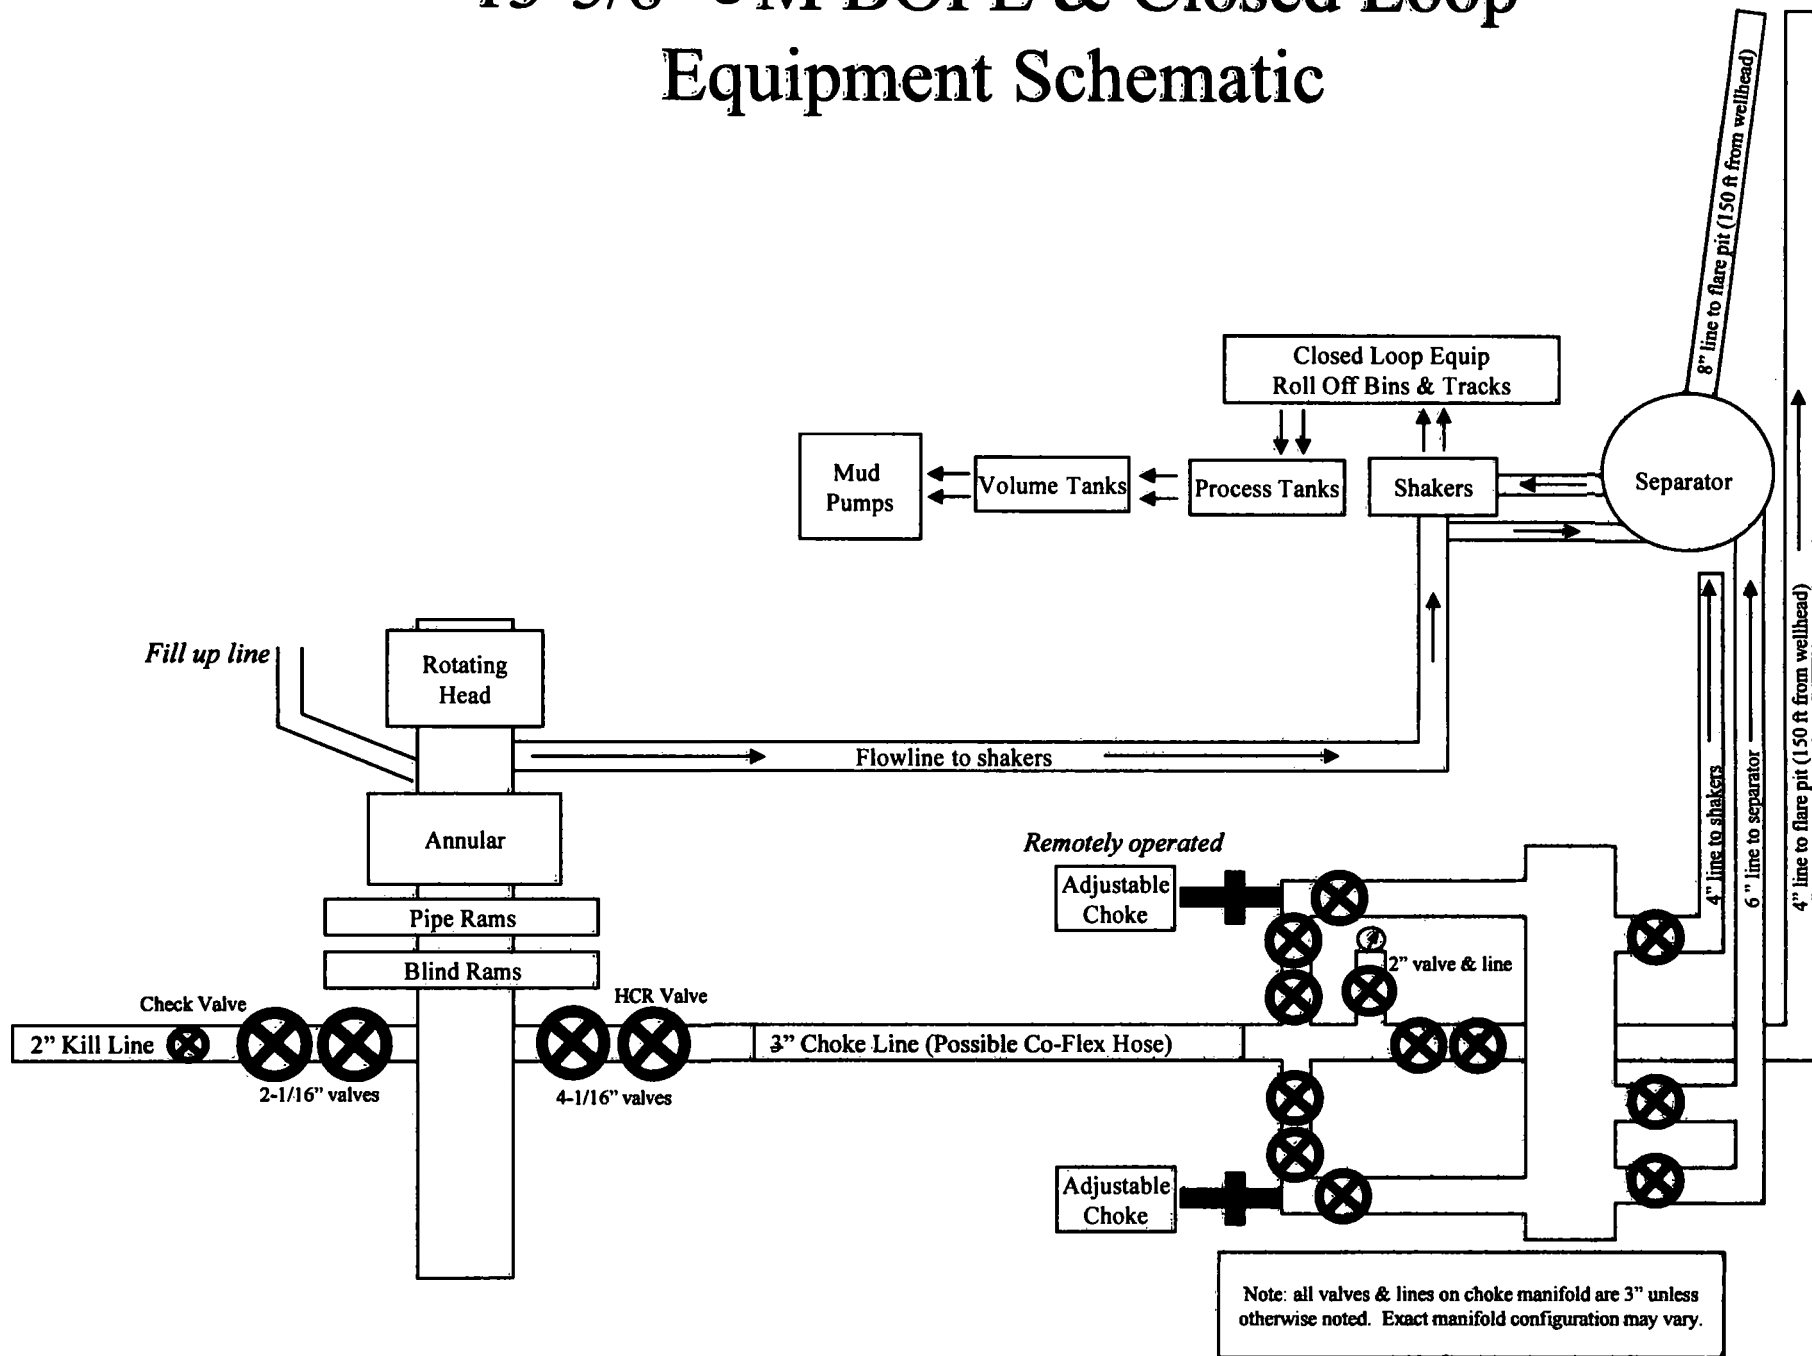 & Closed Loop
Equipment Schematic
8” line to flare pit (150 ft from wellhead)
Closed Loop Equip
Roll Off Bins & Tracks
Mud
Pumps
Volume Tanks
Process Tanks
Shakers
Separator
Fill up line
Rotating
Head
Flowline to shakers
4” line to shakers
6” line to separator
4” line to flare pit (150 ft from wellhead)
Annular
Remotely operated
Adjustable
Choke
Pipe Rams
Blind Rams
2” valve & line
Check Valve
HCR Valve
2” Kill Line
3” Choke Line (Possible Co-Flex Hose)
2-1/16” valves
4-1/16” valves
Adjustable
Choke
Note: all valves & lines on choke manifold are 3” unless
otherwise noted. Exact manifold configuration may vary.